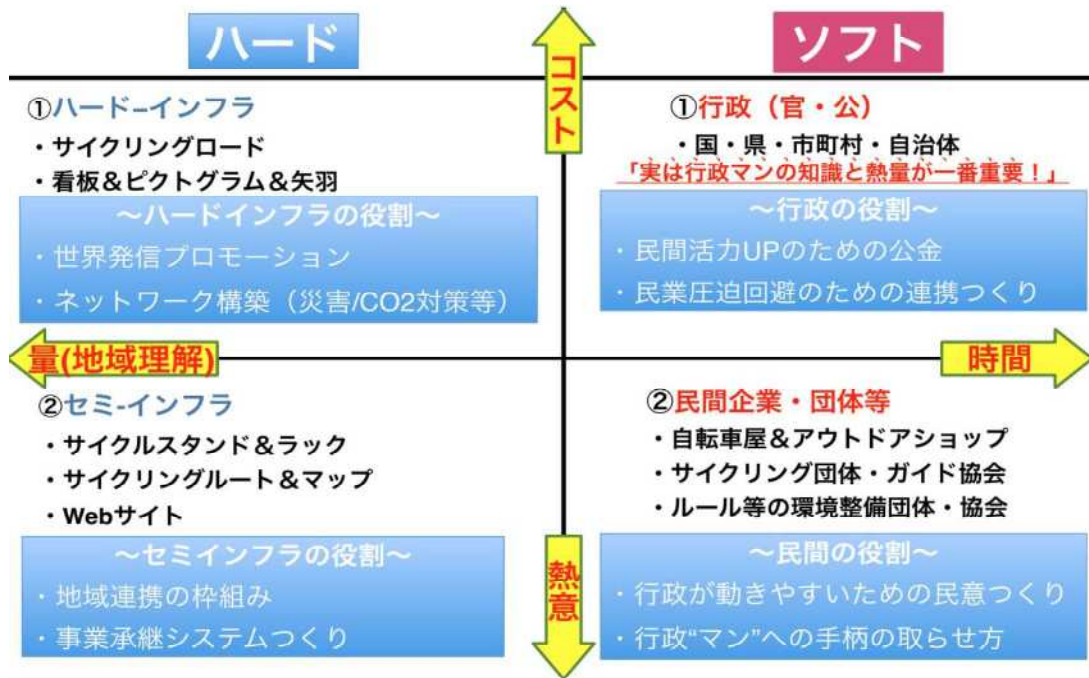 ハード
ソフト
コスト
①ハード–インフラ
・サイクリングロード
・看板＆ピクトグラム＆矢羽
〜ハードインフラの役割〜
・世界発信プロモーション
・ネットワーク構築（災害/CO2対策等）
①行政（官・公）
・国・県・市町村・自治体
「実は行政マンの知識と熱量が一番重要！」
〜行政の役割〜
・民間活力UPのための公金
・民業圧迫回避のための連携つくり
量(地域理解)
時間
②セミ-インフラ
・サイクルスタンド＆ラック
・サイクリングルート＆マップ
・Webサイト
〜セミインフラの役割〜
・地域連携の枠組み
・事業承継システムつくり
②民間企業・団体等
・自転車屋＆アウトドアショップ
・サイクリング団体・ガイド協会
・ルール等の環境整備団体・協会
〜民間の役割〜
・行政が動きやすいための民意つくり
・行政“マン”への手柄の取らせ方
熱意